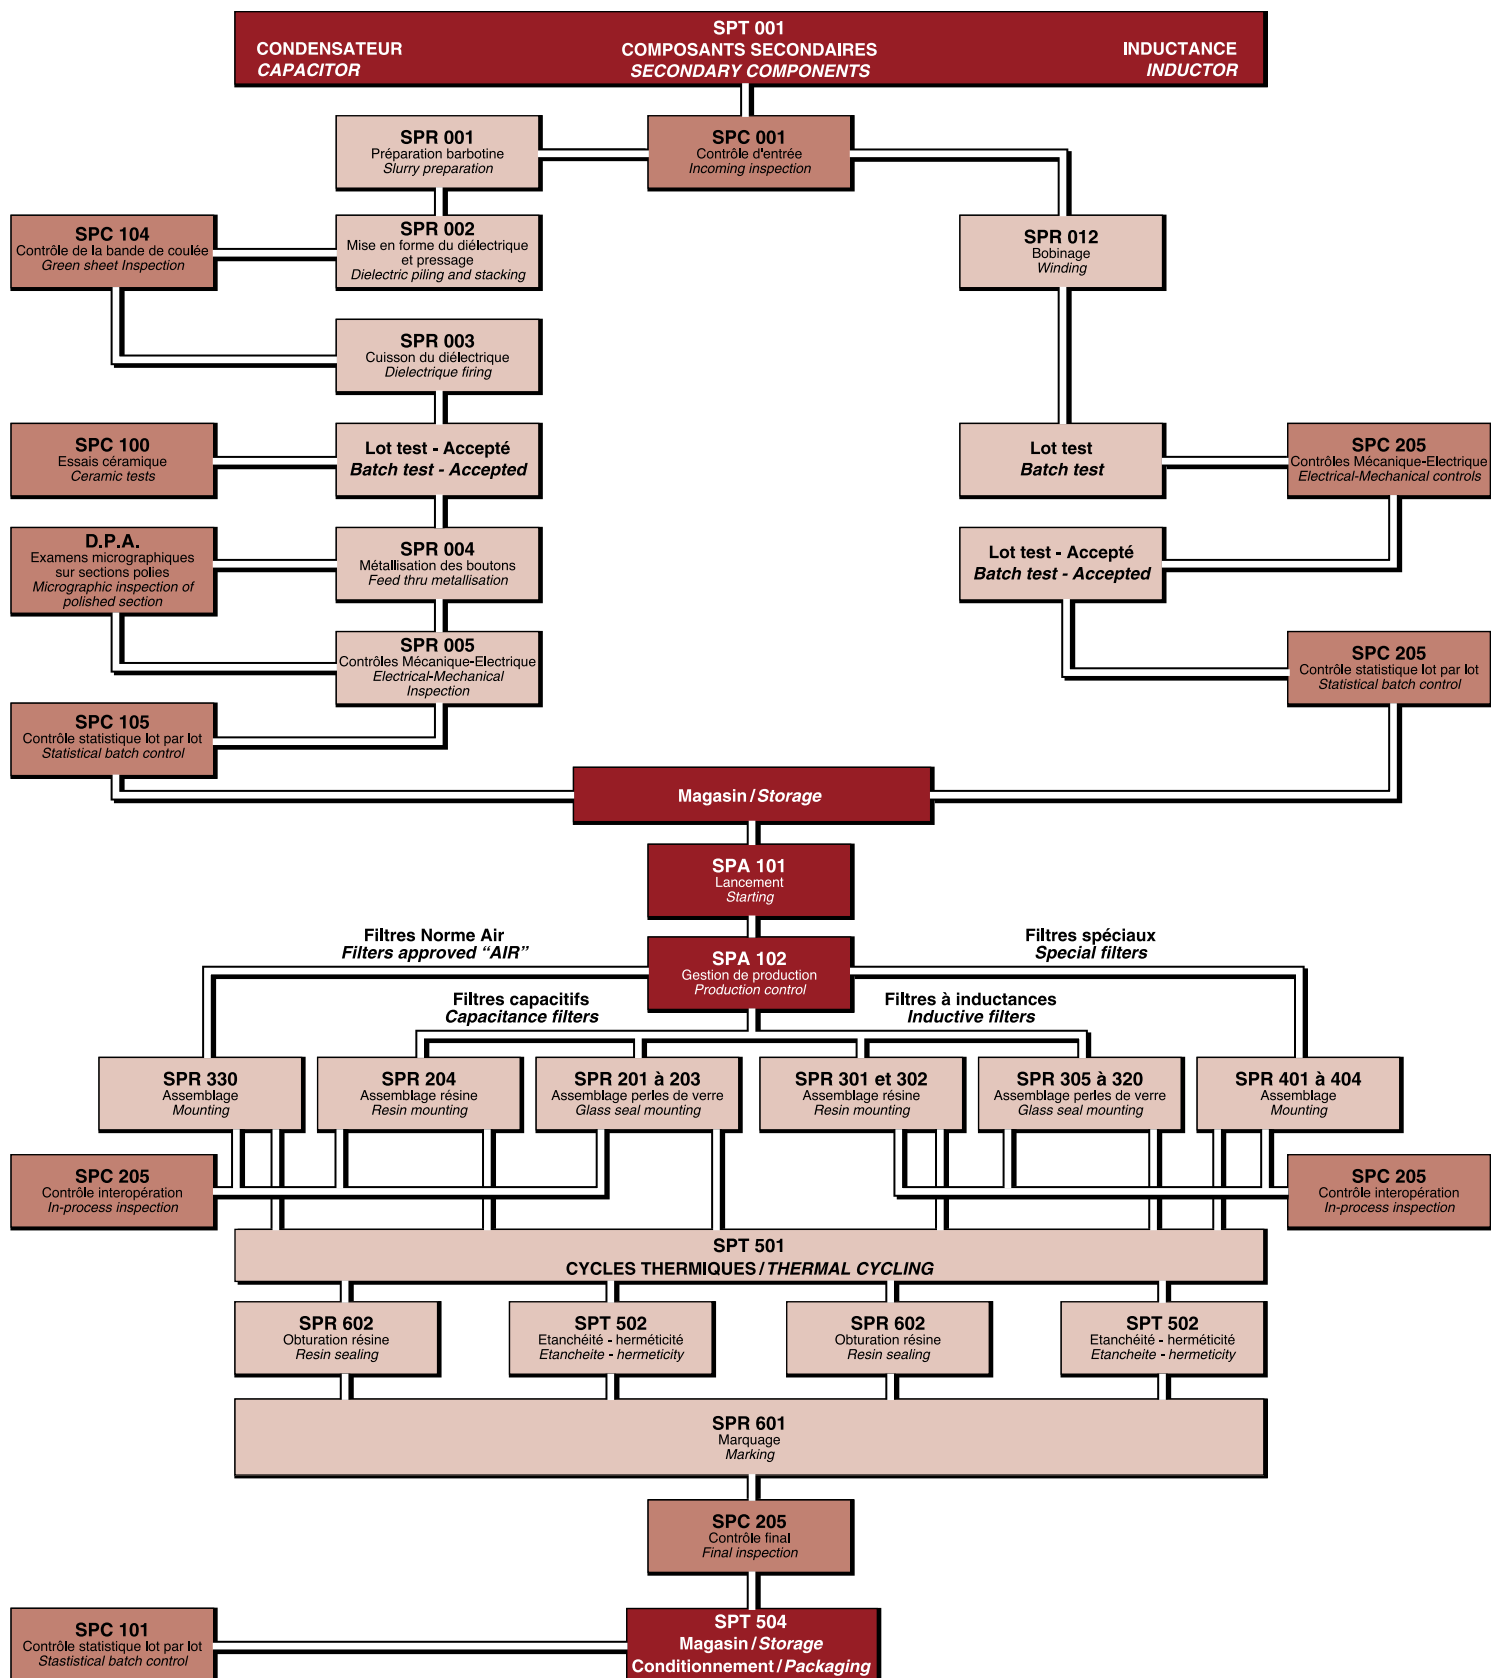 SPT 001
CONDENSATEUR
CAPACITOR
COMPOSANTS SECONDAIRES
SECONDARY COMPONENTS
INDUCTANCE
INDUCTOR
SPR 001
Préparation barbotine
Slurry preparation
SPC 001
Contrôle d'entrée
Incoming inspection
SPC 104
Contrôle de la bande de coulée
Green sheet Inspection
SPR 002
Mise en forme du diélectrique
et pressage
Dielectric piling and stacking
SPR 012
Bobinage
Winding
SPR 003
Cuisson du diélectrique
Dielectrique firing
SPC 100
Essais céramique
Ceramic tests
Lot test - Accepté
Batch test - Accepted
Lot test
Batch test
SPC 205
Contrôles Mécanique-Electrique
Electrical-Mechanical controls
D.P.A.
Examens micrographiques
sur sections polies
Micrographic inspection of
polished section
SPR 004
Métallisation des boutons
Feed thru metallisation
Lot test - Accepté
Batch test - Accepted
SPR 005
Contrôles Mécanique-Electrique
Electrical-Mechanical
Inspection
SPC 205
Contrôle statistique lot par lot
Statistical batch control
SPC 105
Contrôle statistique lot par lot
Statistical batch control
Magasin / Storage
SPA 101
Lancement
Starting
Filtres Norme Air
Filters approved “AIR”
SPA 102
Gestion de production
Production control
Filtres spéciaux
Special filters
Filtres capacitifs
Capacitance filters
Filtres à inductances
Inductive filters
SPR 330
Assemblage
Mounting
SPR 204
Assemblage résine
Resin mounting
SPR 201 à 203
Assemblage perles de verre
Glass seal mounting
SPR 301 et 302
Assemblage résine
Resin mounting
SPR 305 à 320
Assemblage perles de verre
Glass seal mounting
SPR 401 à 404
Assemblage
Mounting
SPC 205
Contrôle interopération
In-process inspection
SPC 205
Contrôle interopération
In-process inspection
SPT 501
CYCLES THERMIQUES / THERMAL CYCLING
SPR 602
Obturation résine
Resin sealing
SPT 502
Etanchéité - herméticité
Etancheite - hermeticity
SPR 602
Obturation résine
Resin sealing
SPT 502
Etanchéité - herméticité
Etancheite - hermeticity
SPR 601
Marquage
Marking
SPC 205
Contrôle final
Final inspection
SPC 101
Contrôle statistique lot par lot
Stastistical batch control
SPT 504
Magasin / Storage
Conditionnement / Packaging